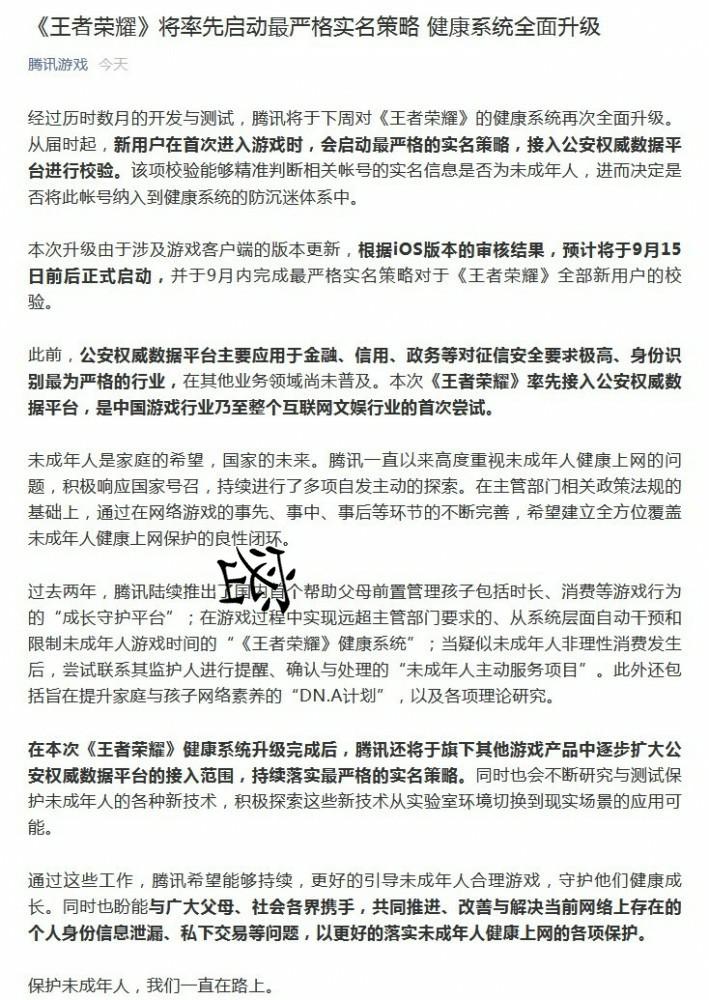 《王者荣耀》将率先启动最严格实名策略 健康系统全面升级
腾讯游戏 今天
经过历时数月的开发与测试，腾讯将于下周对《王者荣耀》的健康系统再次全面升级。
从届时起，新用户在首次进入游戏时，会启动最严格的实名策略，接入公安权威数据平
台进行校验。该项校验能够精准判断相关帐号的实名信息是否为未成年人，进而决定是
否将此帐号纳入到健康系统的防沉迷体系中。
本次升级由于涉及游戏客户端的版本更新，根据iOS版本的审核结果，预计将于9月15
日前后正式启动，并于9月内完成最严格实名策略对于《王者荣耀》全部新用户的校
验。
此前，公安权威数据平台主要应用于金融、信用、政务等对征信安全要求极高、身份识
别最为严格的行业，在其他业务领域尚未普及。本次《王者荣耀》率先接入公安权威数
据平台，是中国游戏行业乃至整个互联网文娱行业的首次尝试。
未成年人是家庭的希望，国家的未来。腾讯一直以来高度重视未成年人健康上网的问
题，积极响应国家号召，持续进行了多项自发主动的探索。在主管部门相关政策法规的
基础上，通过在网络游戏的事先、事中、事后等环节的不断完善，希望建立全方位覆盖
未成年人健康上网保护的良性闭环。
过去两年，腾讯陆续推出了国内首个帮助父母前置管理孩子包括时长、消费等游戏行为
的“成长守护平台”；在游戏过程中实现远超主管部门要求的、从系统层面自动干预和
限制未成年人游戏时间的“《王者荣耀》健康系统”；当疑似未成年人非理性消费发生
后，尝试联系其监护人进行提醒、确认与处理的“未成年人主动服务项目”。此外还包
括旨在提升家庭与孩子网络素养的“DN.A计划”，以及各项理论研究。
在本次《王者荣耀》健康系统升级完成后，腾讯还将于旗下其他游戏产品中逐步扩大公
安权威数据平台的接入范围，持续落实最严格的实名策略。同时也会不断研究与测试保
护未成年人的各种新技术，积极探索这些新技术从实验室环境切换到现实场景的应用可
能。
通过这些工作，腾讯希望能够持续，更好的引导未成年人合理游戏，守护他们健康成
长。同时也盼能与广大父母、社会各界携手，共同推进、改善与解决当前网络上存在的
个人身份信息泄漏、私下交易等问题，以更好的落实未成年人健康上网的各项保护。
保护未成年人，我们一直在路上。